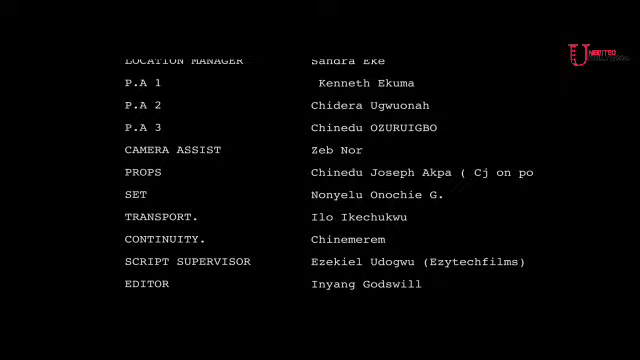 UNEDITED
LOCATION MANAGER Sandra Eke
P.A 1 Kenneth Ekuma
P.A 2 Chidera Ugwuonah
P.A 3 Chinedu OZURUIGBO
CAMERA ASSIST Zeb Nor
PROPS Chinedu Joseph Akpa ( Cj on po
SET Nonyelu Onochie G.
TRANSPORT. Ilo Ikechukwu
CONTINUITY. Chinemerem
SCRIPT SUPERVISOR Ezekiel Udogwu (Ezytechfilms)
EDITOR Inyang Godswill